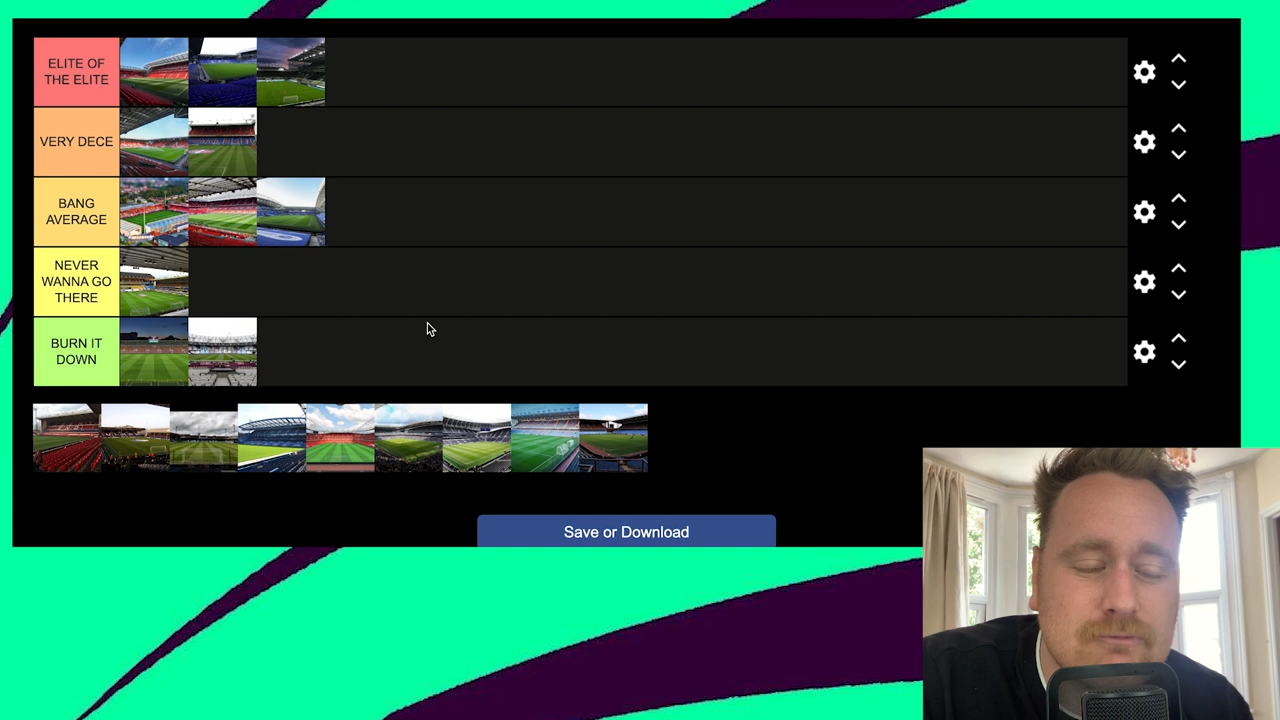 ELITE OF
THE ELITE
VERY DECE
BANG
AVERAGE
NEVER
WANNA GO
THERE
BURN IT
DOWN
Save or Download